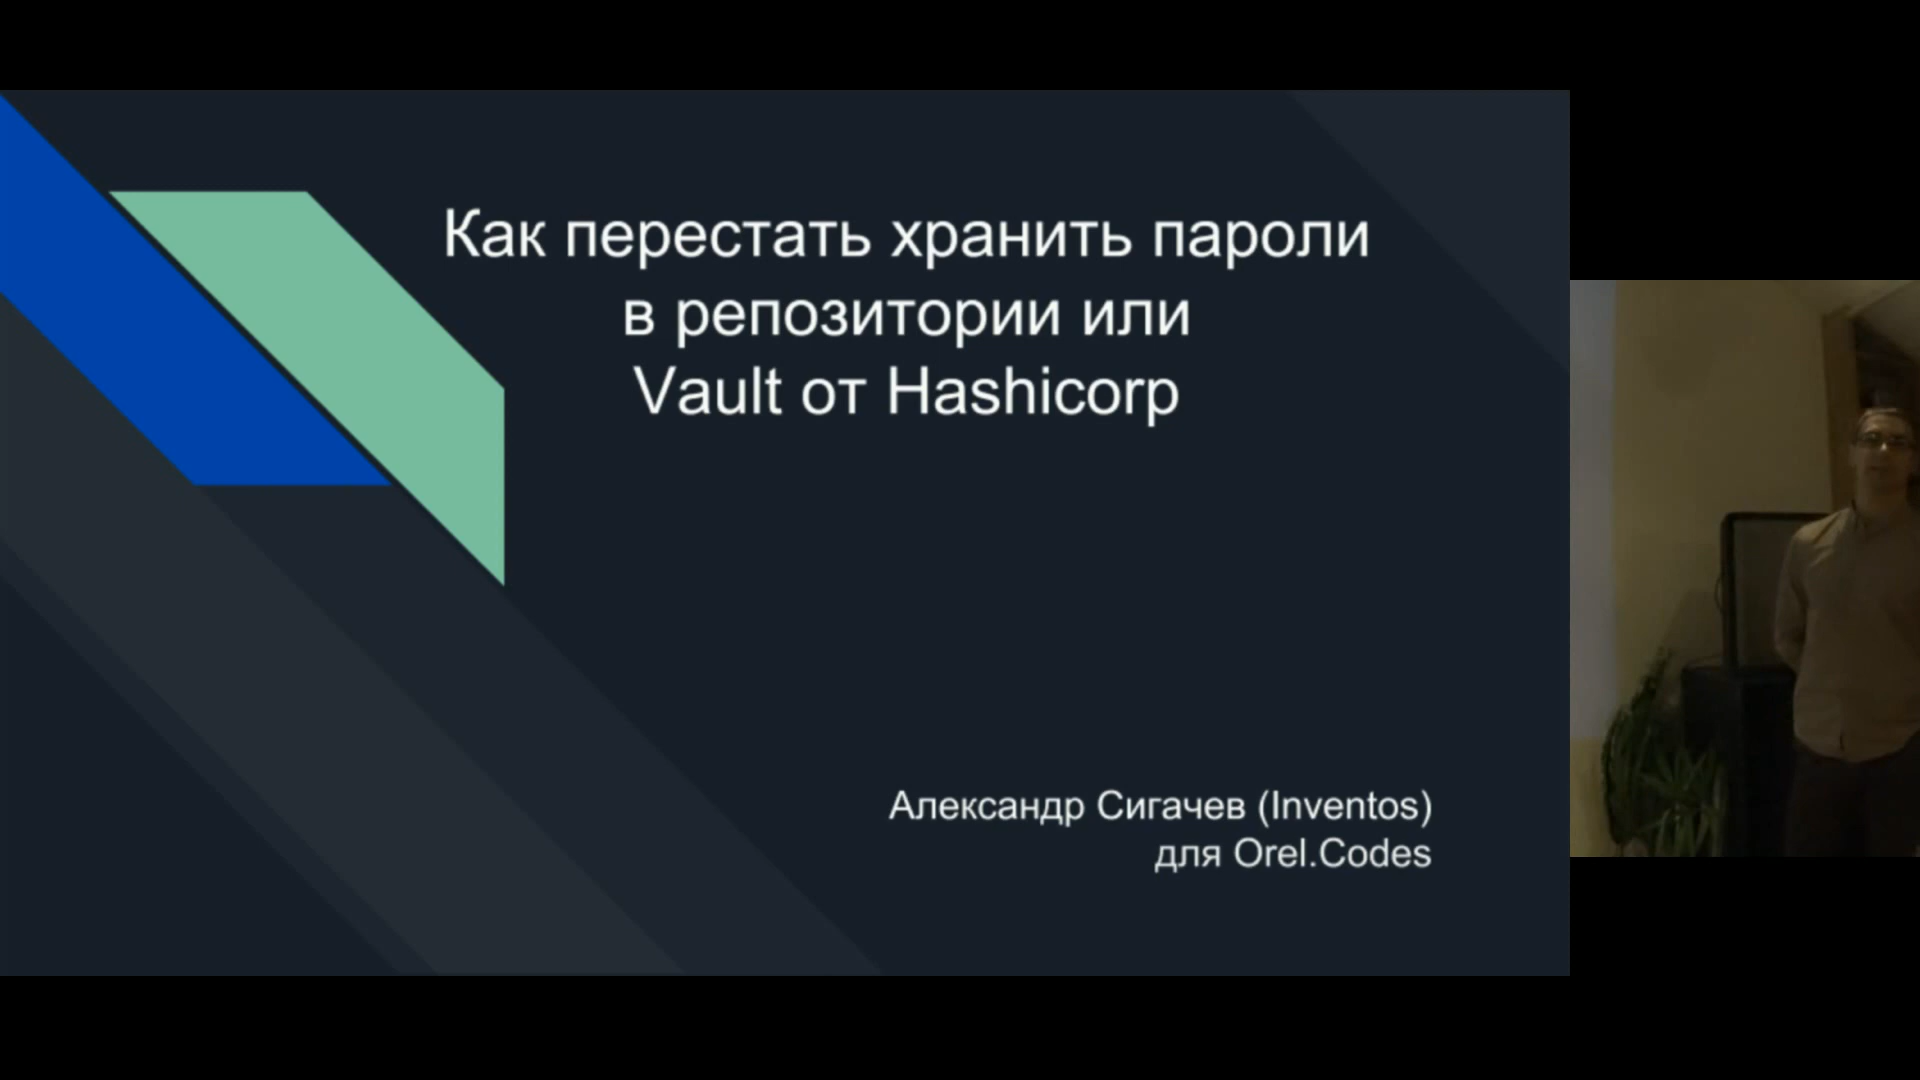 Как перестать хранить пароли
в репозитории или
Vault от Hashicorp
Александр Сигачев (Inventos)
для Orel.Codes